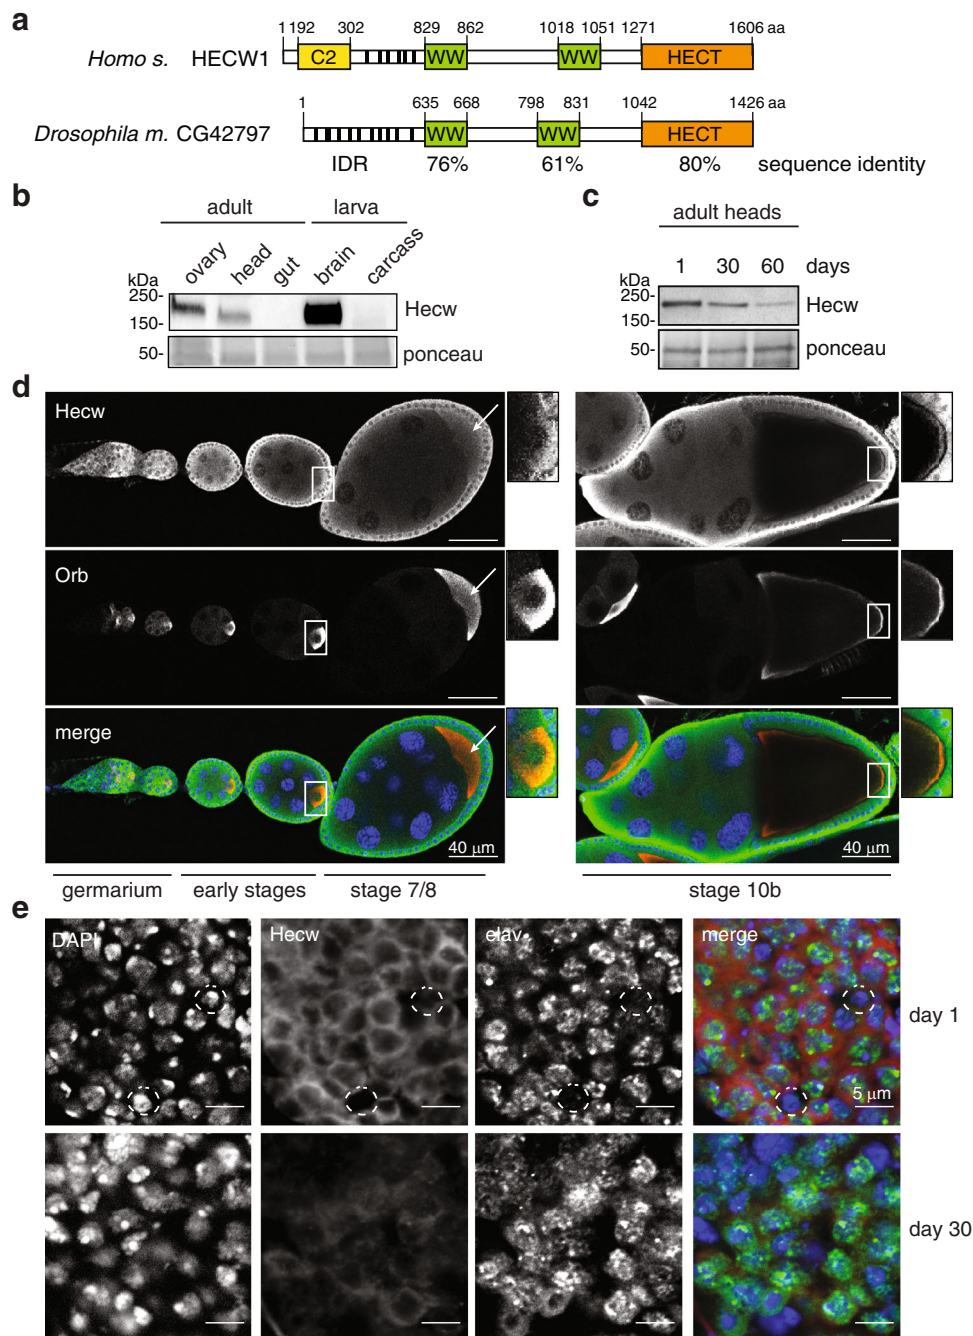 a
1 192 302 829 862 1018 1051 1271 1606 aa
Homo s. HECW1 C2 WW WW HECT
1 635 668 798 831 1042 1426 aa
Drosophila m. CG42797 WW WW HECT
IDR 76% 61% 80% sequence identity
b
adult larva
ovary head gut brain carcass
kDa
250-
150-
Hecw
50-
ponceau
c
adult heads
1 30 60 days
kDa
250-
150-
Hecw
50-
ponceau
d
Hecw
Orb
merge
40 µm
40 µm
germarium early stages stage 7/8 stage 10b
e
DAPI Hecw elav merge
day 1
5 µm
day 30